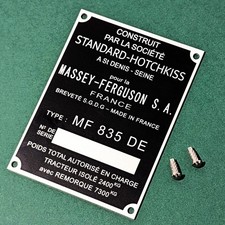 CONSTRUIT
PAR LA SOCIÉTÉ
STANDARD-HOTCHKISS
A ST DENIS - SEINE
pour la
MASSEY-FERGUSON S.A.
FRANCE
BREVETÉ S.G.D.G - MADE IN FRANCE
TYPE: MF 835 DE
N° DE
SERIE
POIDS TOTAL AUTORISÉ EN CHARGE
TRACTEUR ISOLÉ 2400 KG
avec REMORQUE 7300 KG